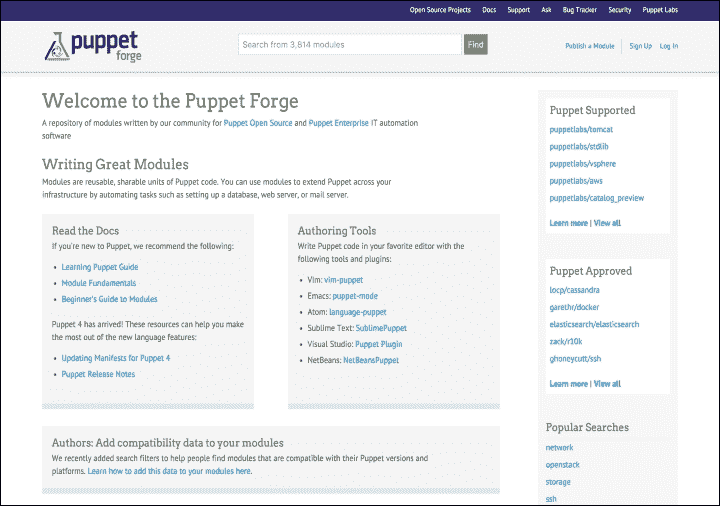 Open Source Projects Docs Support Ask Bug Tracker Security Puppet Labs
puppet
forge
Search from 3,814 modules
Find
Publish a Module Sign Up Log In
Welcome to the Puppet Forge
A repository of modules written by our community for Puppet Open Source and Puppet Enterprise IT automation
software
Writing Great Modules
Modules are reusable, sharable units of Puppet code. You can use modules to extend Puppet across your
infrastructure by automating tasks such as setting up a database, web server, or mail server.
Read the Docs
If you're new to Puppet, we recommend the following:
• Learning Puppet Guide
• Module Fundamentals
• Beginner's Guide to Modules
Puppet 4 has arrived! These resources can help you make
the most out of the new language features:
• Updating Manifests for Puppet 4
• Puppet Release Notes
Authoring Tools
Write Puppet code in your favorite editor with the
following tools and plugins:
• Vim: vim-puppet
• Emacs: puppet-mode
• Atom: language-puppet
• Sublime Text: SublimePuppet
• Visual Studio: Puppet Plugin
• NetBeans: NetBeansPuppet
Authors: Add compatibility data to your modules
We recently added search filters to help people find modules that are compatible with their Puppet versions and
platforms. Learn how to add this data to your modules here.
Puppet Supported
puppetlabs/tomcat
puppetlabs/stdlib
puppetlabs/vsphere
puppetlabs/aws
puppetlabs/catalog_preview
Learn more | View all
Puppet Approved
locp/cassandra
garethr/docker
elasticsearch/elasticsearch
zack/r10k
ghoneycutt/ssh
Learn more | View all
Popular Searches
network
openstack
storage
ssh